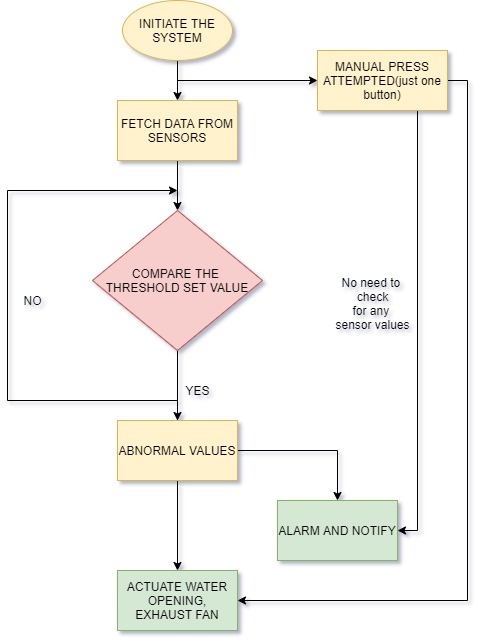 INITIATE THE
SYSTEM
MANUAL PRESS
ATTEMPTED(just one
button)
FETCH DATA FROM
SENSORS
COMPARE THE
THRESHOLD SET VALUE
No need to
check
for any
sensor values
NO
YES
ABNORMAL VALUES
ALARM AND NOTIFY
ACTUATE WATER
OPENING,
EXHAUST FAN